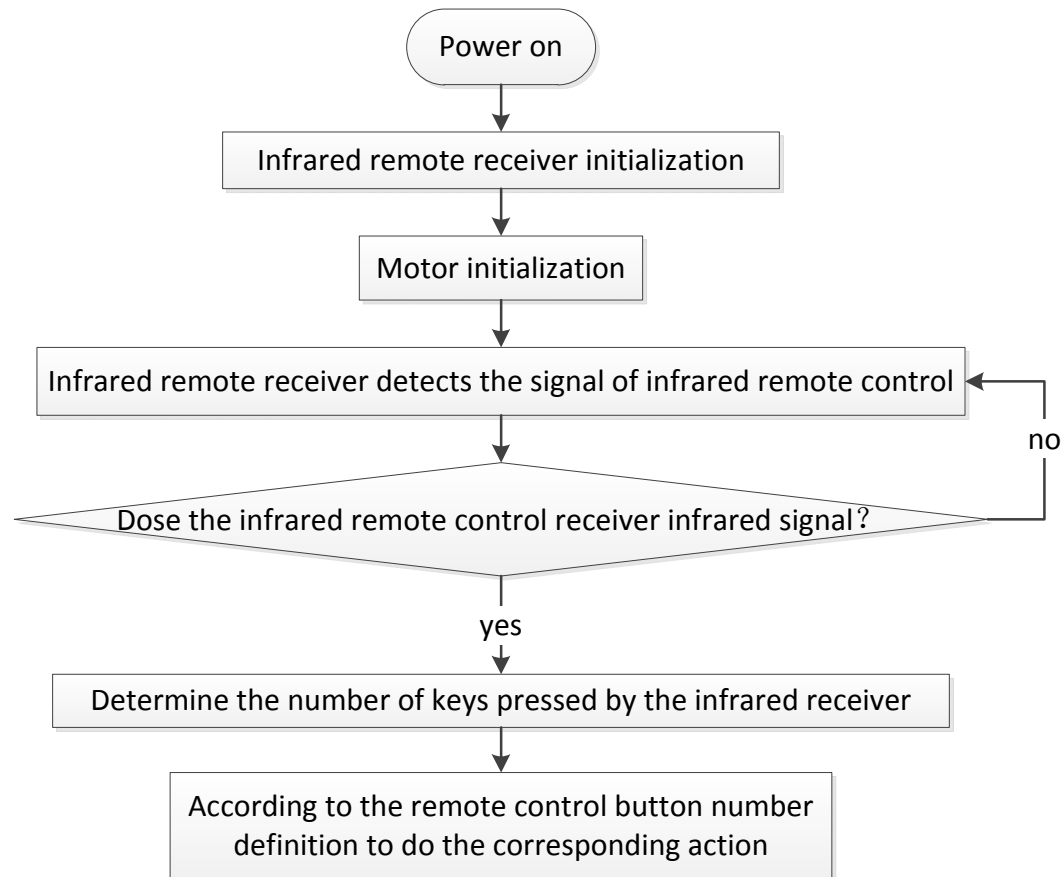 Power on
Infrared remote receiver initialization
Motor initialization
Infrared remote receiver detects the signal of infrared remote control
no
Dose the infrared remote control receiver infrared signal？
yes
Determine the number of keys pressed by the infrared receiver
According to the remote control button number
definition to do the corresponding action